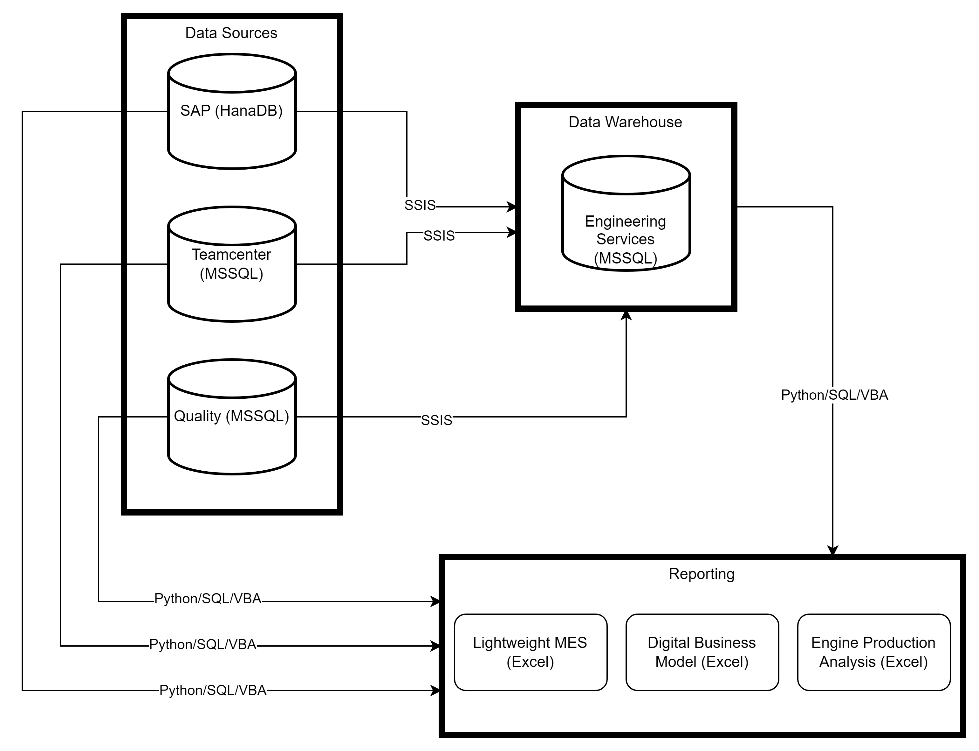 Data Sources
SAP (HanaDB)
Data Warehouse
SSIS
Engineering
Services
(MSSQL)
SSIS
Teamcenter
(MSSQL)
Python/SQL/VBA
Quality (MSSQL)
SSIS
Reporting
Python/SQL/VBA
Python/SQL/VBA
Python/SQL/VBA
Lightweight MES
(Excel)
Digital Business
Model (Excel)
Engine Production
Analysis (Excel)